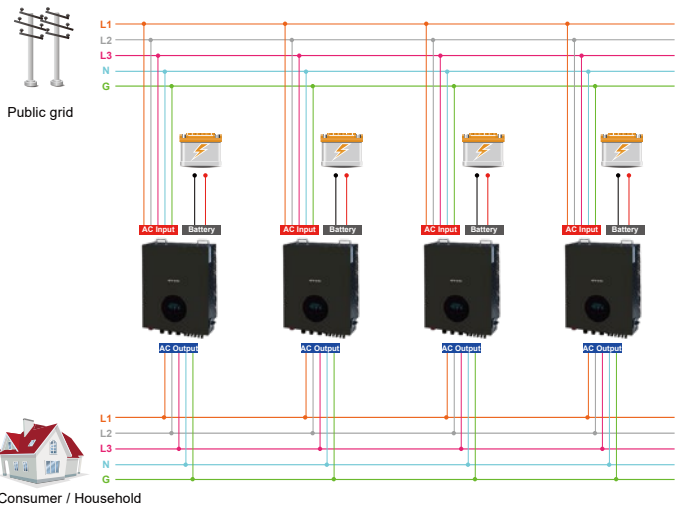 L1
L2
L3
N
G
Public grid
AC Input Battery
AC Input Battery
AC Input Battery
AC Input Battery
AC Output
AC Output
AC Output
AC Output
L1
L2
L3
N
G
Consumer / Household